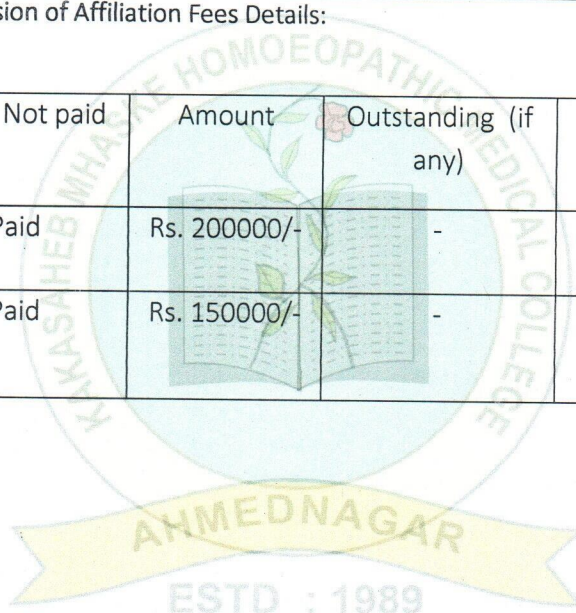 sion of Affiliation Fees Details:
Not paid Amount Outstanding (if
any)
Paid Rs. 200000/- -
Paid Rs. 150000/- -
KAKASAHEB MHASKE HOMOEOPATHIC MEDICAL COLLEGE
AHMEDNAGAR
ESTD : 1989